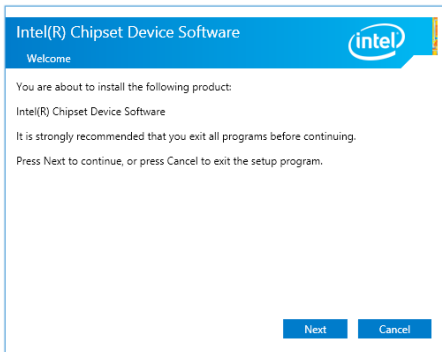 Intel(R) Chipset Device Software
Welcome
intel
You are about to install the following product:
Intel(R) Chipset Device Software
It is strongly recommended that you exit all programs before continuing.
Press Next to continue, or press Cancel to exit the setup program.
Next
Cancel